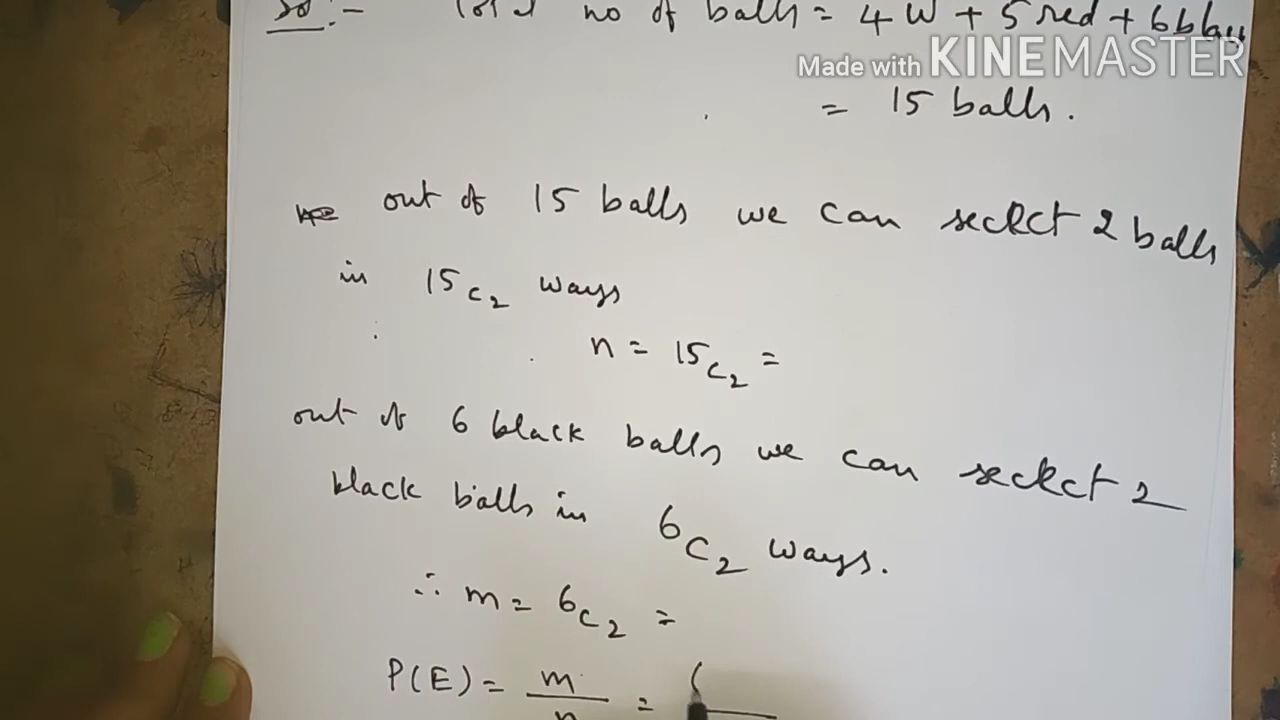 So:- Total no of balls = 4 W + 5 red + 6 bla
Made with KINEMASTER
= 15 balls.
out of 15 balls we can select 2 balls
in 15C2 ways
n = 15C2 =
out of 6 black balls we can select 2
black balls in 6C2 ways.
∴ m = 6C2 =
P(E) = m/n =